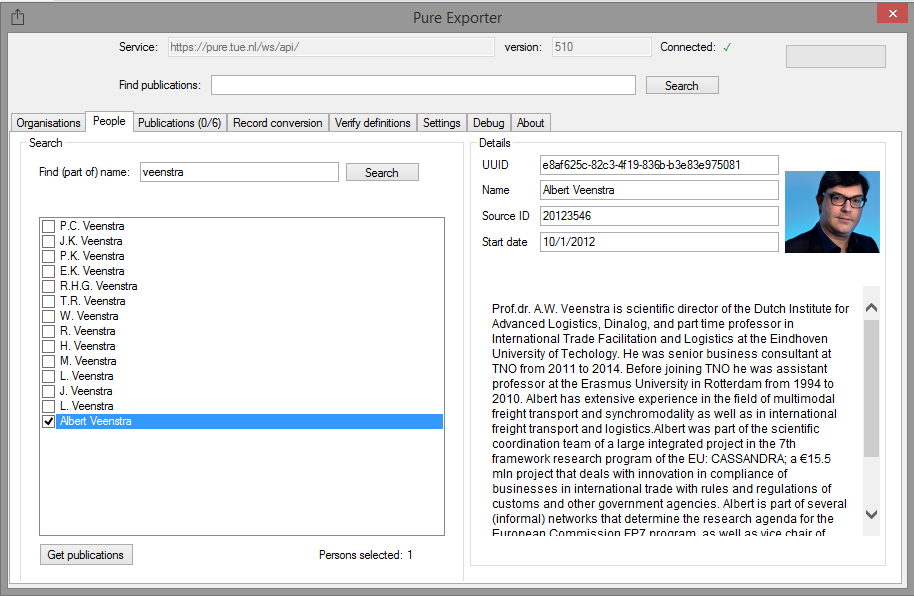 Pure Exporter
Service: https://pure.tue.nl/ws/api/ version: 510 Connected: ✓
Find publications: Search
Organisations People Publications (0/6) Record conversion Verify definitions Settings Debug About
Search
Find (part of) name: veenstra Search
P.C. Veenstra
J.K. Veenstra
P.K. Veenstra
E.K. Veenstra
R.H.G. Veenstra
T.R. Veenstra
W. Veenstra
R. Veenstra
H. Veenstra
M. Veenstra
L. Veenstra
J. Veenstra
L. Veenstra
Albert Veenstra
Get publications Persons selected: 1
Details
UUID e8af625c-82c3-4f19-836b-b3e83e975081
Name Albert Veenstra
Source ID 20123546
Start date 10/1/2012
Prof.dr. A.W. Veenstra is scientific director of the Dutch Institute for
Advanced Logistics, Dinalog, and part time professor in
International Trade Facilitation and Logistics at the Eindhoven
University of Techology. He was senior business consultant at
TNO from 2011 to 2014. Before joining TNO he was assistant
professor at the Erasmus University in Rotterdam from 1994 to
2010. Albert has extensive experience in the field of multimodal
freight transport and synchromodality as well as in international
freight transport and logistics.Albert was part of the scientific
coordination team of a large integrated project in the 7th
framework research program of the EU: CASSANDRA; a €15.5
mln project that deals with innovation in compliance of
businesses in international trade with rules and regulations of
customs and other government agencies. Albert is part of several
(informal) networks that determine the research agenda for the
European Commission FP7 program, as well as vice chair of